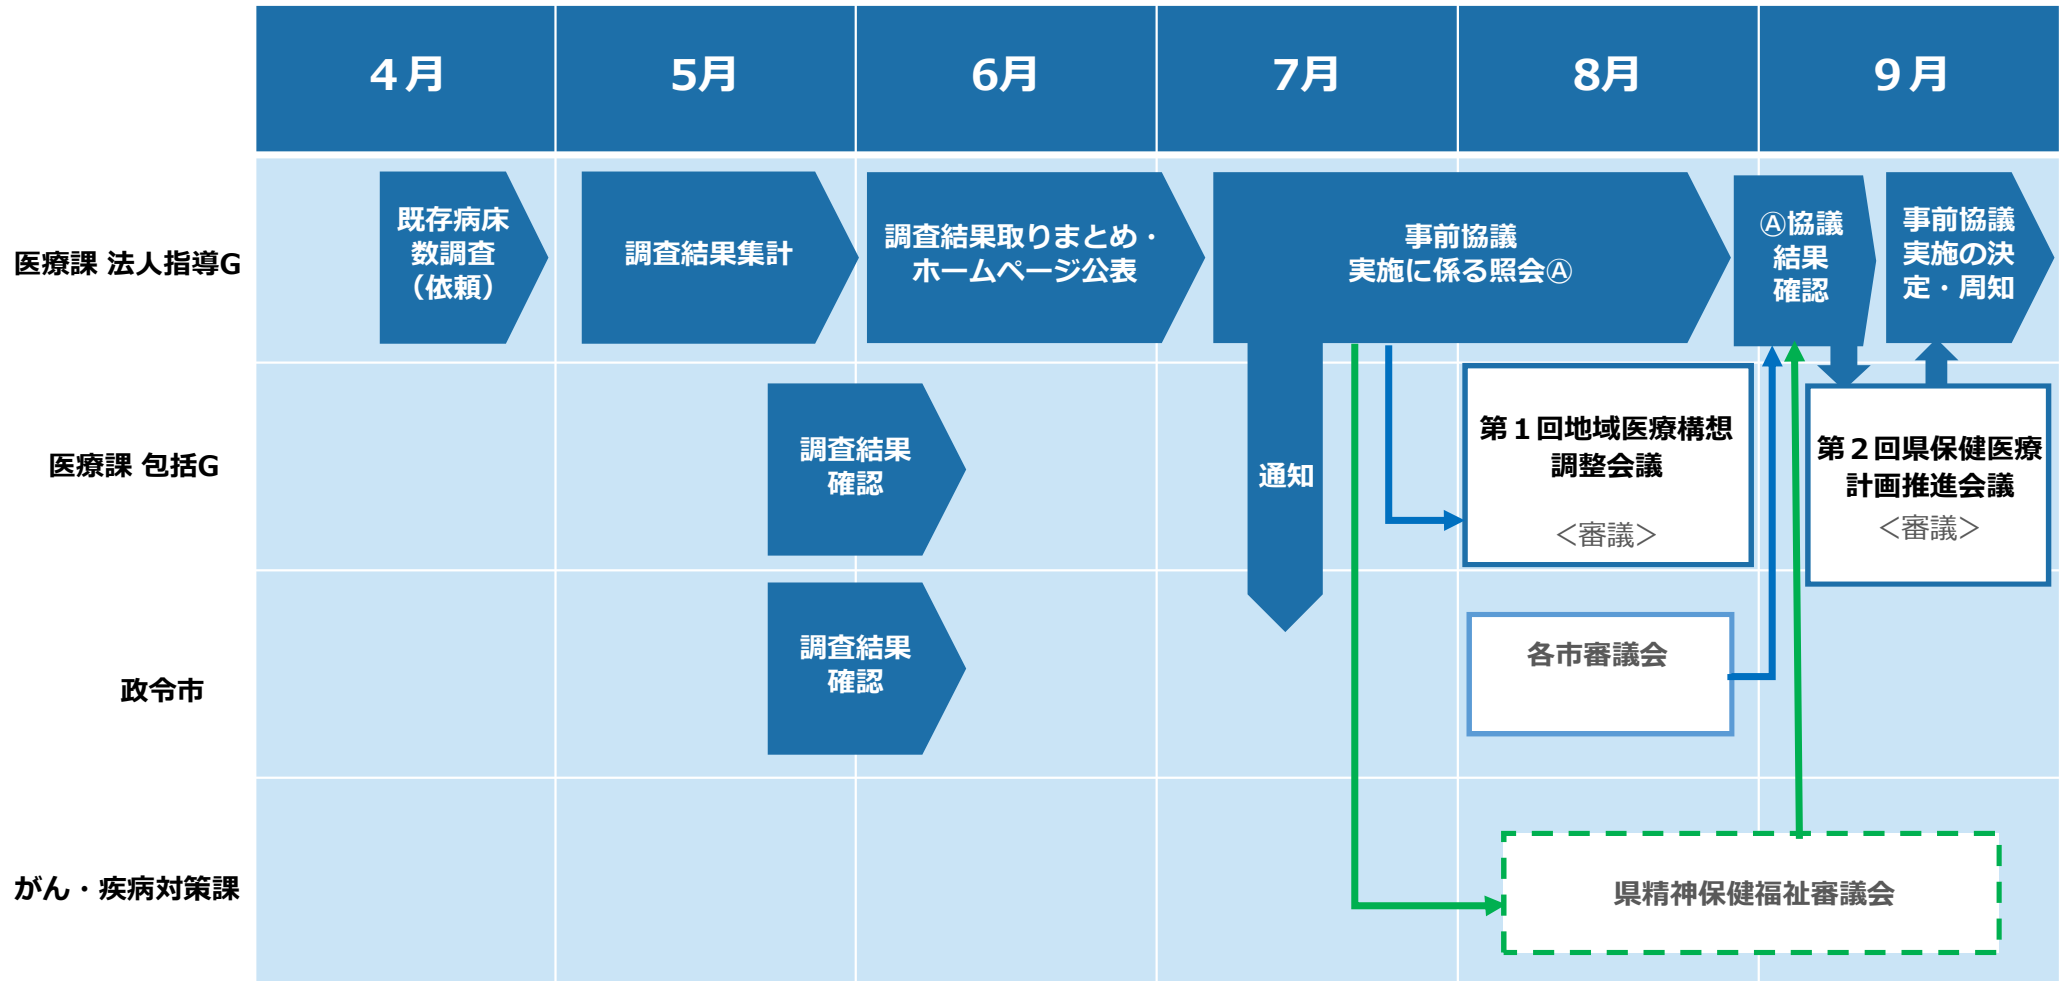 ４月
5月
6月
7月
8月
９月
医療課 法人指導G
既存病床
数調査
（依頼）
調査結果集計
調査結果取りまとめ・
ホームページ公表
事前協議
実施に係る照会Ⓐ
Ⓐ協議
結果
確認
事前協議
実施の決
定・周知
医療課 包括G
調査結果
確認
通知
第１回地域医療構想
調整会議
＜審議＞
第２回県保健医療
計画推進会議
＜審議＞
政令市
調査結果
確認
各市審議会
がん・疾病対策課
県精神保健福祉審議会